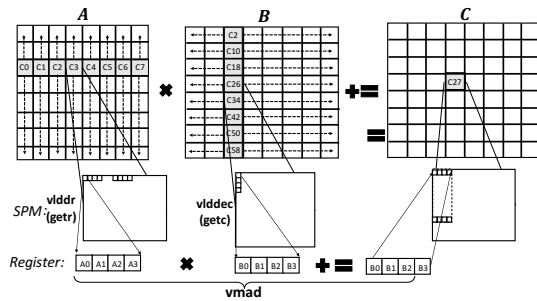 A B C
C0 C1 C2 C3 C4 C5 C6 C7
C2
C10
C18
C26
C34
C42
C50
C58
C27
vlddr
(getr)
SPM:
vlddec
(getc)
Register:
A0 A1 A2 A3
B0 B1 B2 B3
B0 B1 B2 B3
vmad